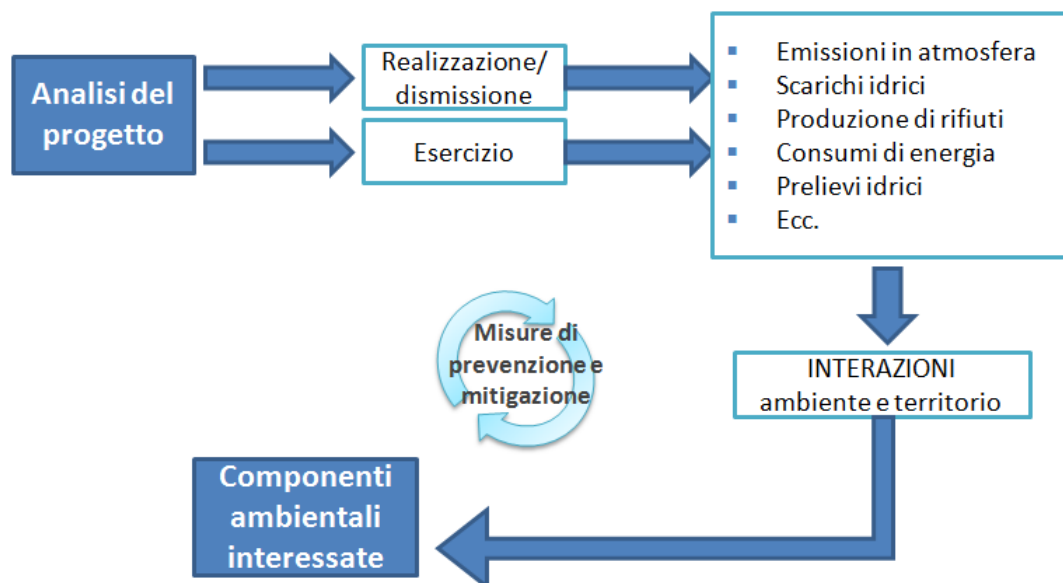 Analisi del
progetto
Realizzazione/
dismissione
Esercizio
Emissioni in atmosfera
Scarichi idrici
Produzione di rifiuti
Consumi di energia
Prelievi idrici
Ecc.
INTERAZIONI
ambiente e territorio
Misure di
prevenzione e
mitigazione
Componenti
ambientali
interessate